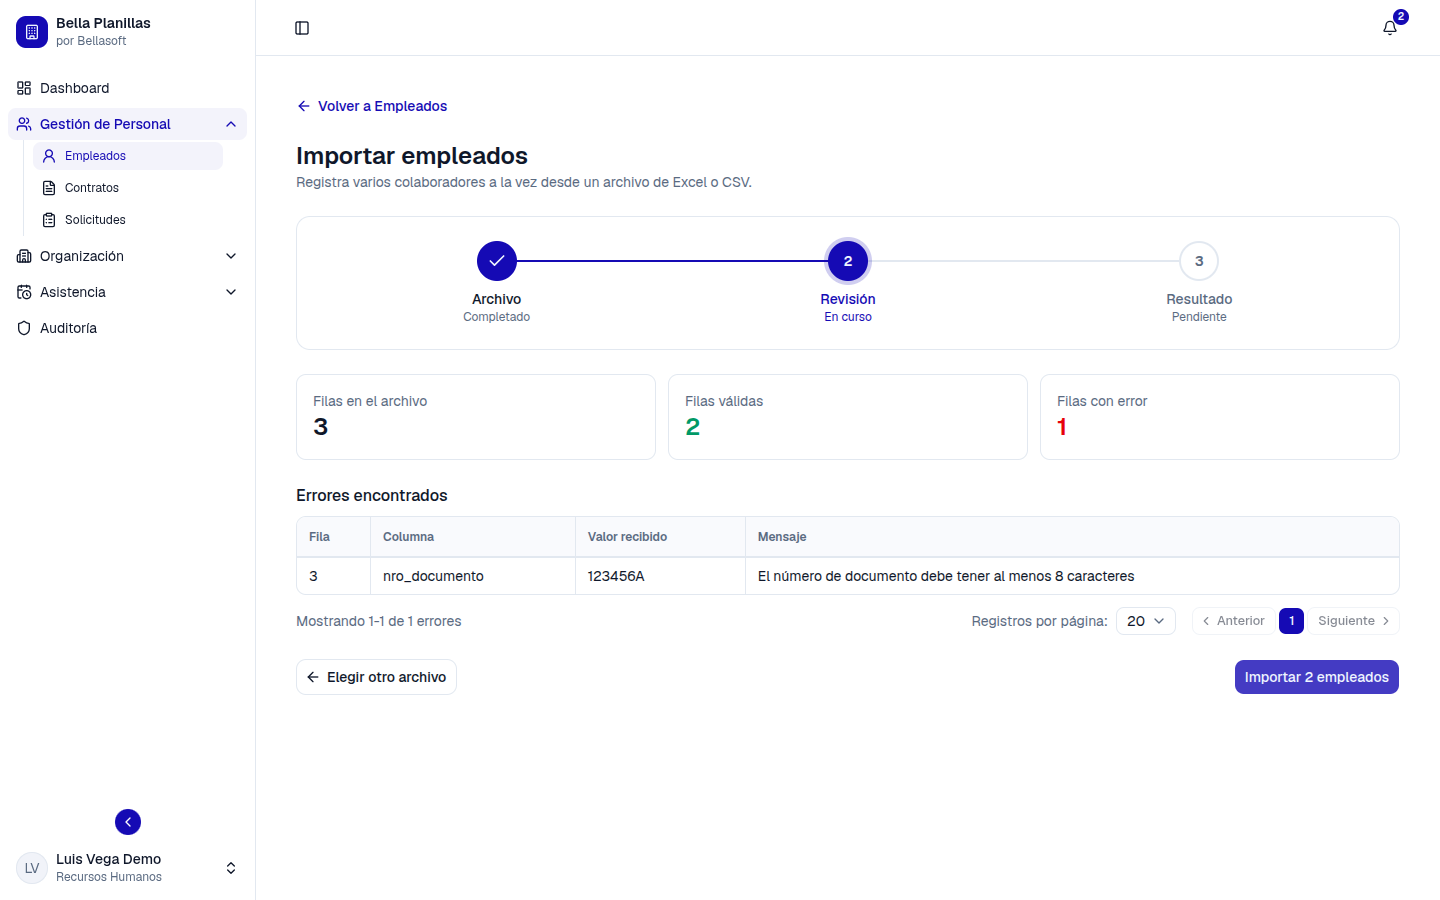 Bella Planillas
por Bellasoft
2
Dashboard
Gestión de Personal
Empleados
Contratos
Solicitudes
Organización
Asistencia
Auditoría
LV
Luis Vega Demo
Recursos Humanos
Volver a Empleados
Importar empleados
Registra varios colaboradores a la vez desde un archivo de Excel o CSV.
2
3
Archivo
Revisión
Resultado
Completado
En curso
Pendiente
Filas en el archivo
3
Filas válidas
2
Filas con error
1
Errores encontrados
Fila Columna Valor recibido Mensaje
3 nro_documento 123456A El número de documento debe tener al menos 8 caracteres
Mostrando 1-1 de 1 errores
Registros por página: 20 Anterior 1 Siguiente
Elegir otro archivo
Importar 2 empleados